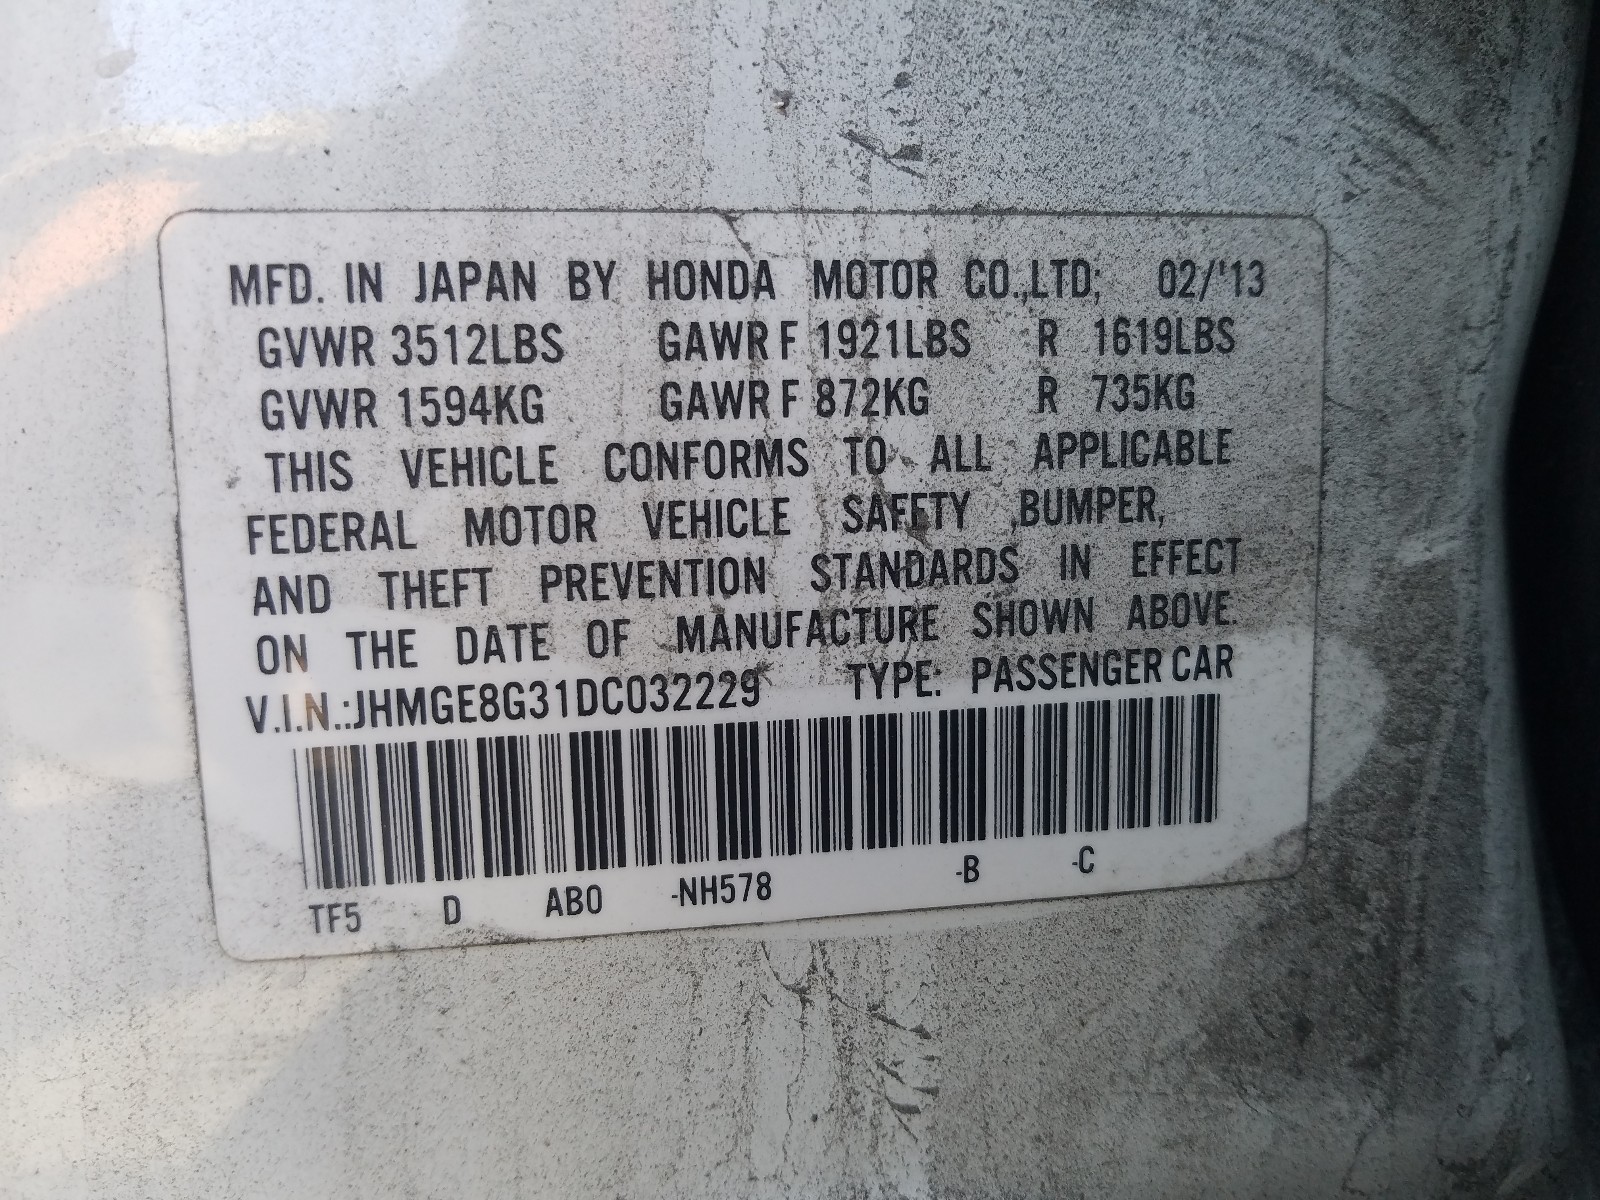 MFD. IN JAPAN BY HONDA MOTOR CO.,LTD; 02/'13
GVWR 3512LBS GAWR F 1921LBS R 1619LBS
GVWR 1594KG GAWR F 872KG R 735KG
THIS VEHICLE CONFORMS TO ALL APPLICABLE
FEDERAL MOTOR VEHICLE SAFETY ,BUMPER,
AND THEFT PREVENTION STANDARDS IN EFFECT
ON THE DATE OF MANUFACTURE SHOWN ABOVE.
V.I.N.:JHMGE8G31DC032229 TYPE: PASSENGER CAR
TF5 D AB0 -NH578 -B -C